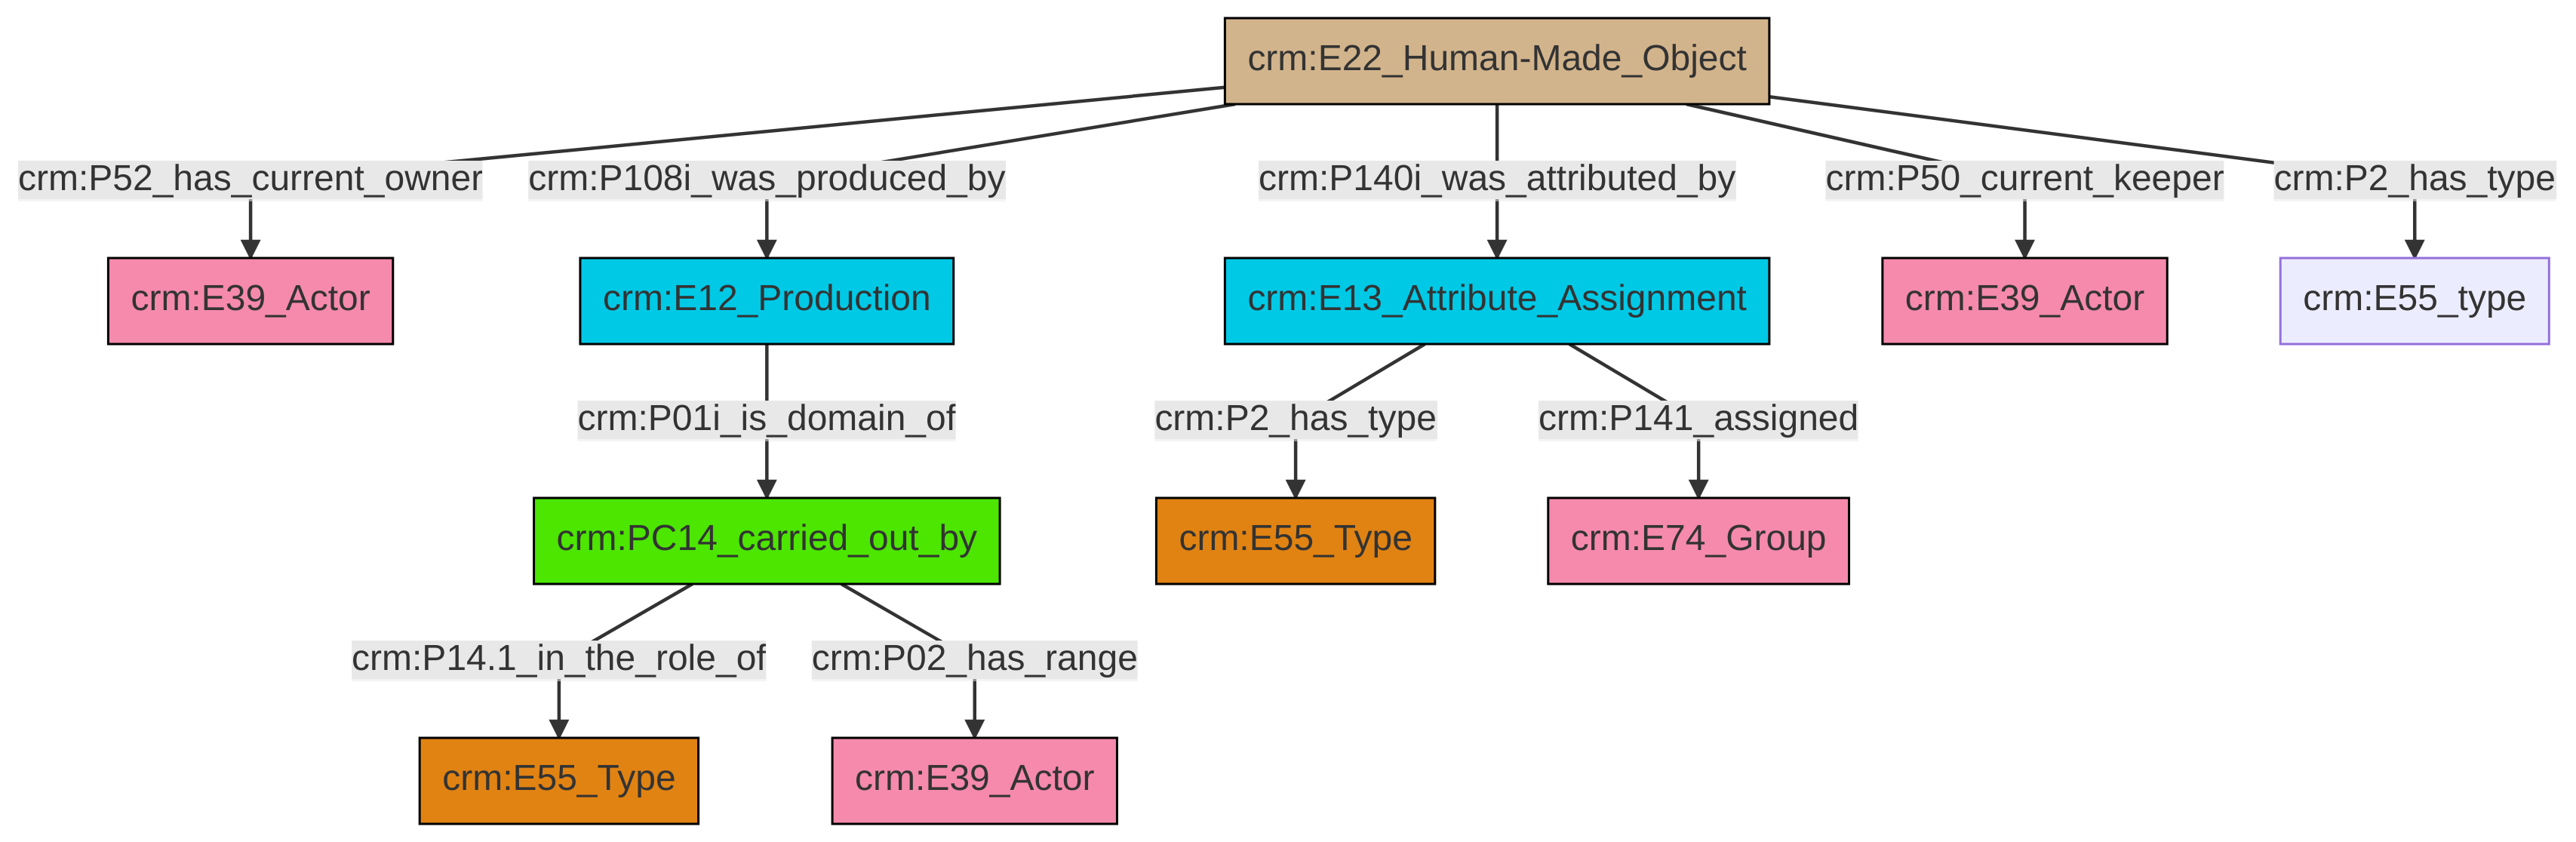 crm:E22_Human-Made_Object
crm:P52_has_current_owner
crm:P108i_was_produced_by
crm:P140i_was_attributed_by
crm:P50_current_keeper
crm:P2_has_type
crm:E39_Actor
crm:E12_Production
crm:E13_Attribute_Assignment
crm:E39_Actor
crm:E55_type
crm:P01i_is_domain_of
crm:P2_has_type
crm:P141_assigned
crm:PC14_carried_out_by
crm:E55_Type
crm:E74_Group
crm:P14.1_in_the_role_of
crm:P02_has_range
crm:E55_Type
crm:E39_Actor